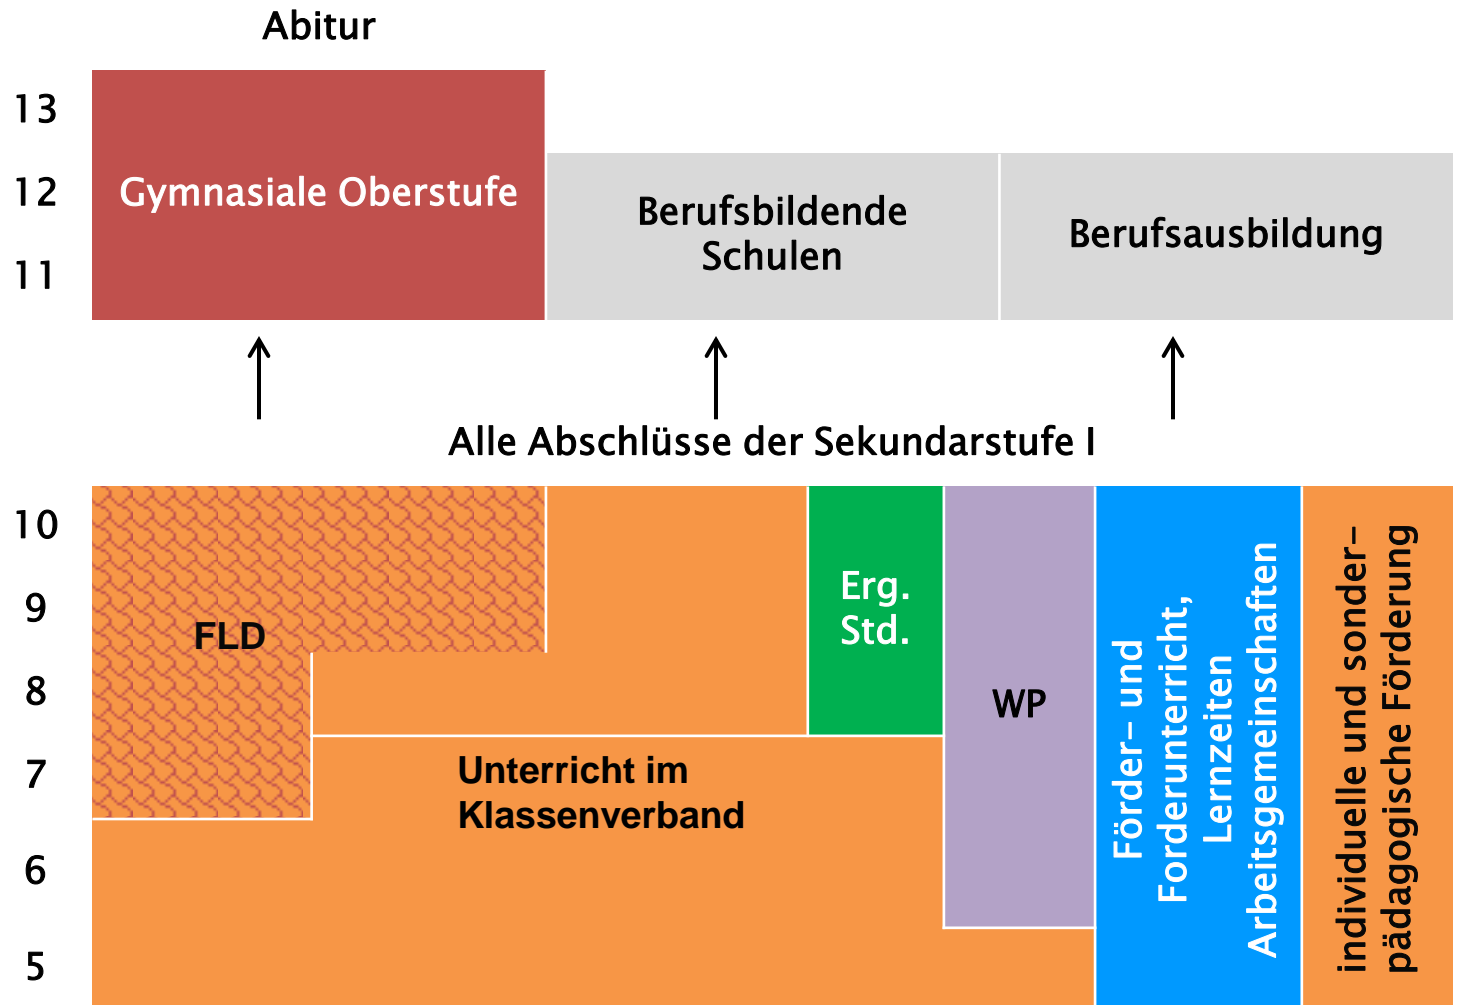 Abitur
13
12
11
Gymnasiale Oberstufe
Berufsbildende
Schulen
Berufsausbildung
Alle Abschlüsse der Sekundarstufe I
10
9
8
7
6
5
FLD
Unterricht im
Klassenverband
Erg.
Std.
WP
Förder- und
Forderunterricht,
Lernzeiten
Arbeitsgemeinschaften
individuelle und sonder-
pädagogische Förderung